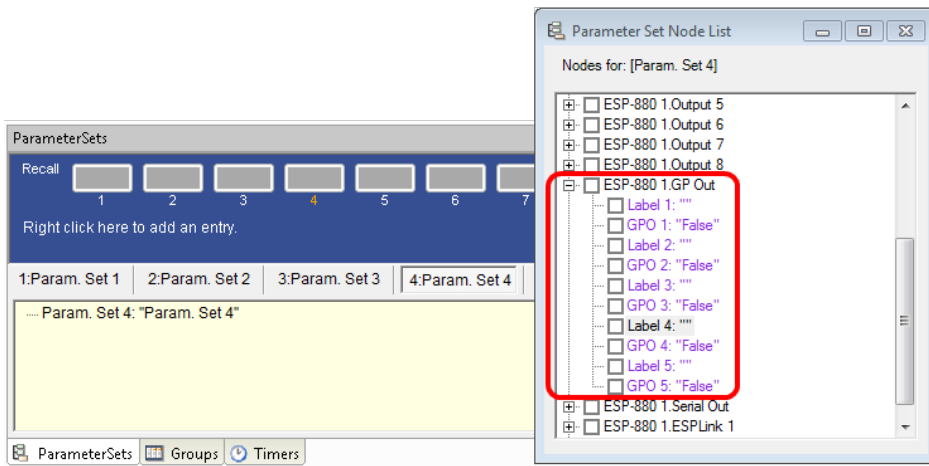 ParameterSets
Recall
1 2 3 4 5 6 7
Right click here to add an entry.
1:Param. Set 1 2:Param. Set 2 3:Param. Set 3 4:Param. Set 4
Param. Set 4: "Param. Set 4"
ParameterSets Groups Timers
Parameter Set Node List
Nodes for: [Param. Set 4]
ESP-880 1.Output 5
ESP-880 1.Output 6
ESP-880 1.Output 7
ESP-880 1.Output 8
ESP-880 1.GP Out
Label 1: ""
GPO 1: "False"
Label 2: ""
GPO 2: "False"
Label 3: ""
GPO 3: "False"
Label 4: ""
GPO 4: "False"
Label 5: ""
GPO 5: "False"
ESP-880 1.Serial Out
ESP-880 1.ESPLink 1